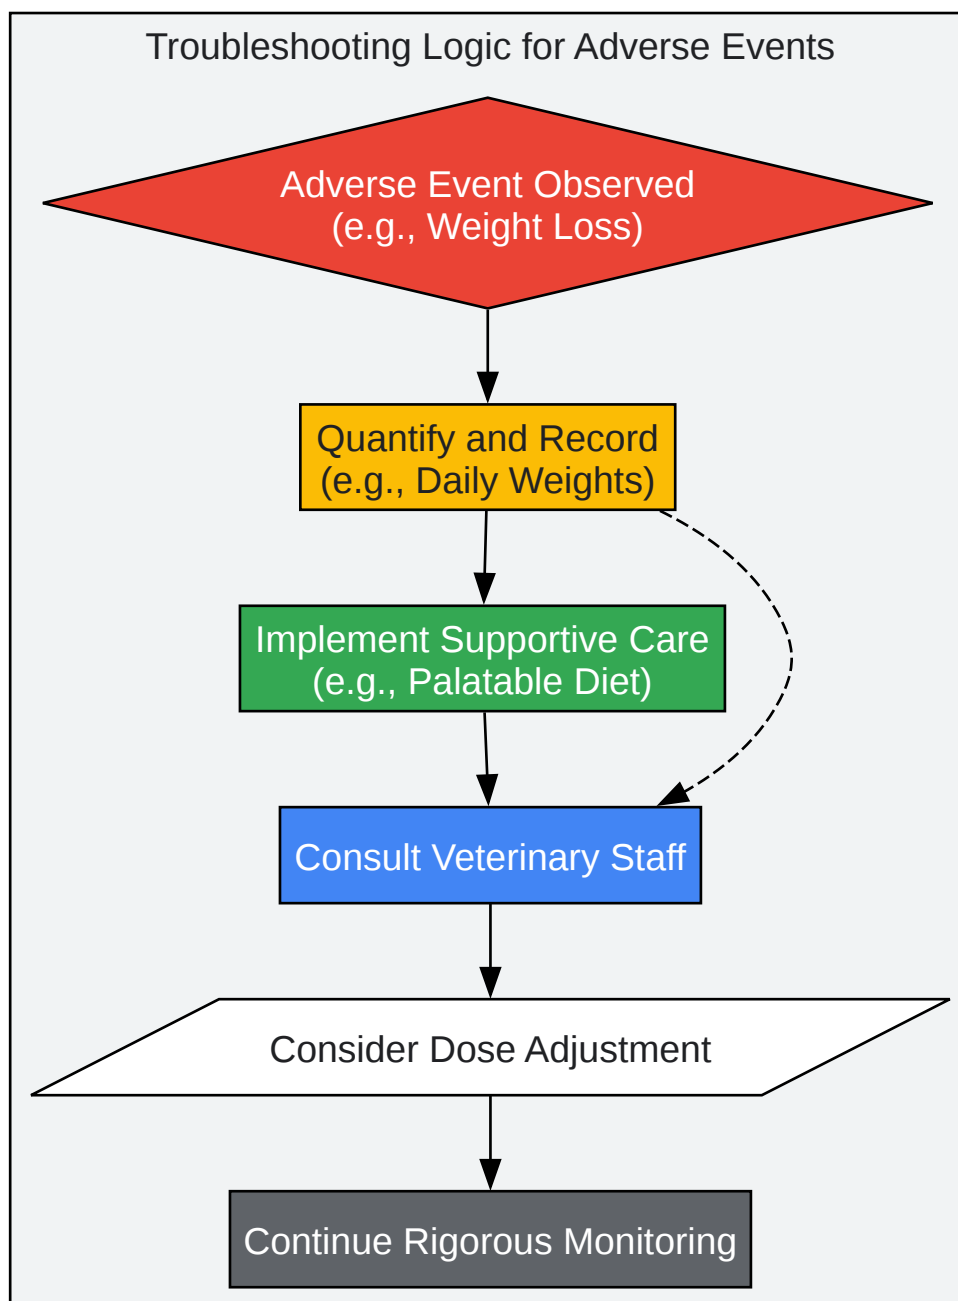 Troubleshooting Logic for Adverse Events
Adverse Event Observed
(e.g., Weight Loss)
Quantify and Record
(e.g., Daily Weights)
Implement Supportive Care
(e.g., Palatable Diet)
Consult Veterinary Staff
Consider Dose Adjustment
Continue Rigorous Monitoring